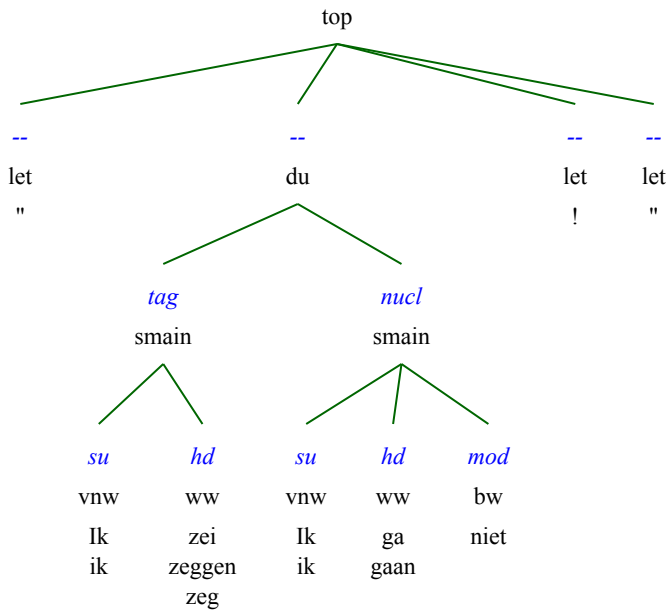 top
-- -- -- --
let du let let
" ! "
tag nucl
smain smain
su hd su hd mod
vnw ww vnw ww bw
Ik zei Ik ga niet
ik zeggen ik gaan
zeg